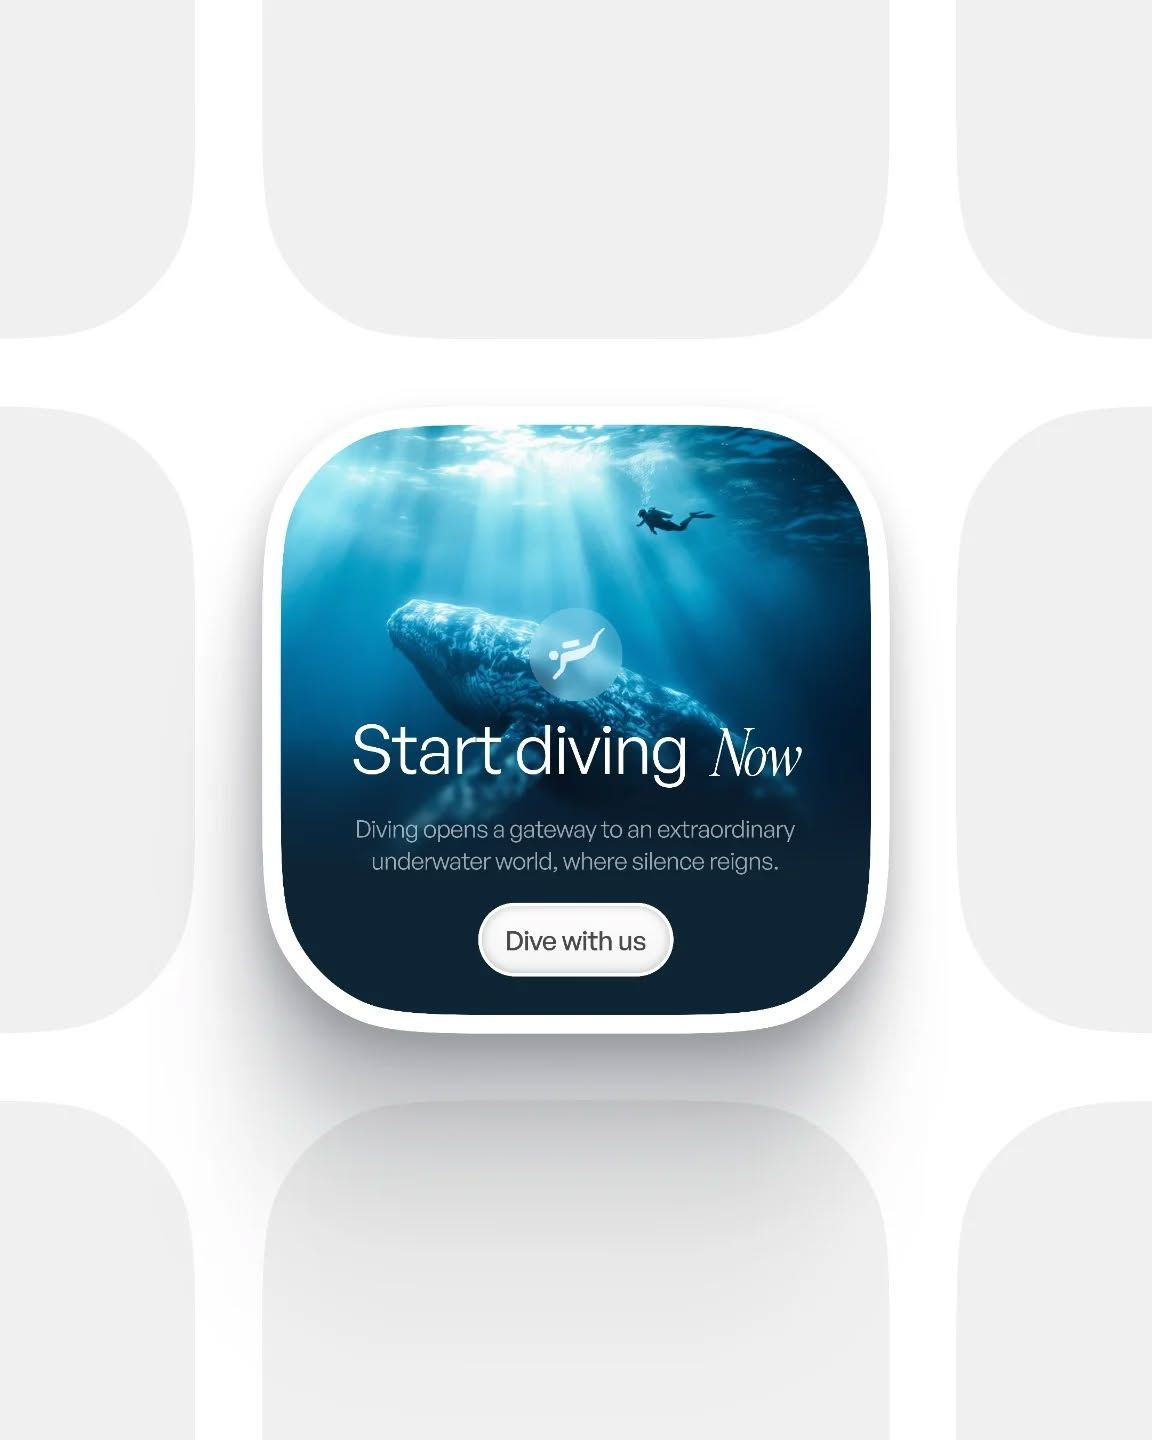 Start diving Now
Diving opens a gateway to an extraordinary
underwater world, where silence reigns.
Dive with us